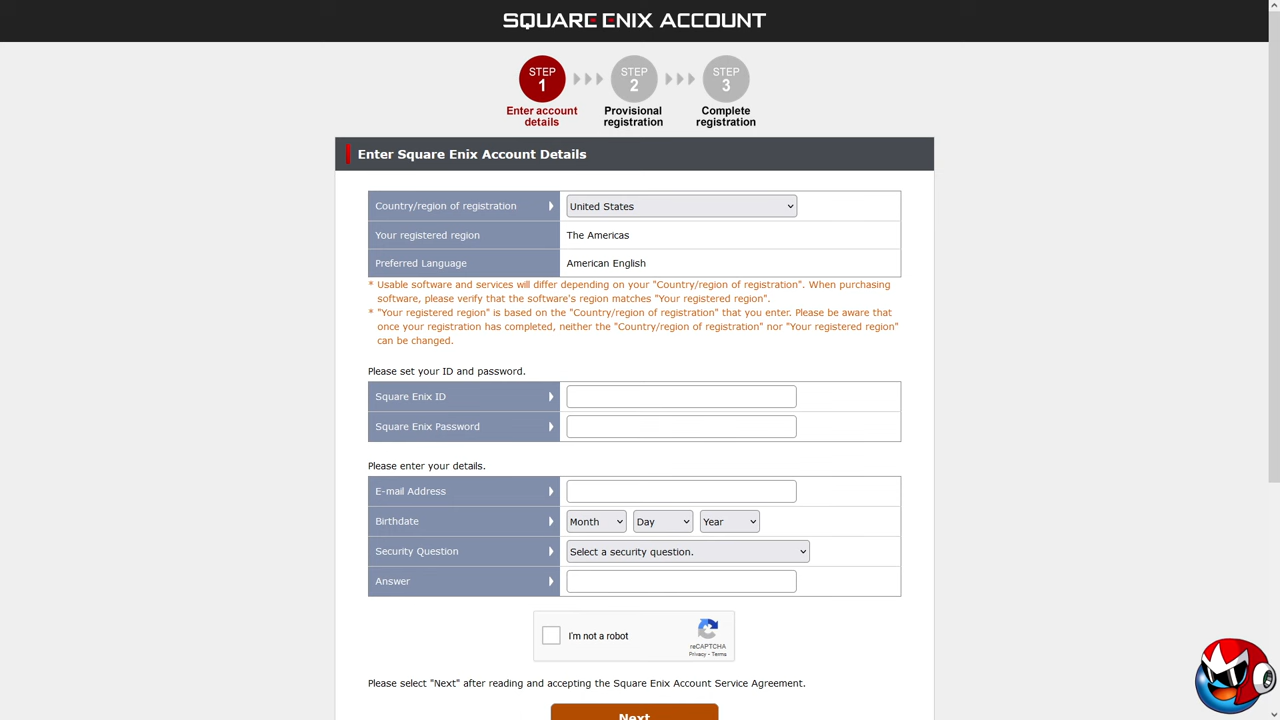 SQUARE ENIX ACCOUNT
STEP
1
STEP
2
STEP
3
Enter account
details
Provisional
registration
Complete
registration
Enter Square Enix Account Details
Country/region of registration
United States
Your registered region
The Americas
Preferred Language
American English
* Usable software and services will differ depending on your "Country/region of registration". When purchasing
software, please verify that the software's region matches "Your registered region".
* "Your registered region" is based on the "Country/region of registration" that you enter. Please be aware that
once your registration has completed, neither the "Country/region of registration" nor "Your registered region"
can be changed.
Please set your ID and password.
Square Enix ID
Square Enix Password
Please enter your details.
E-mail Address
Birthdate
Month
Day
Year
Security Question
Select a security question.
Answer
I'm not a robot
reCAPTCHA
Privacy - Terms
Please select "Next" after reading and accepting the Square Enix Account Service Agreement.
Next